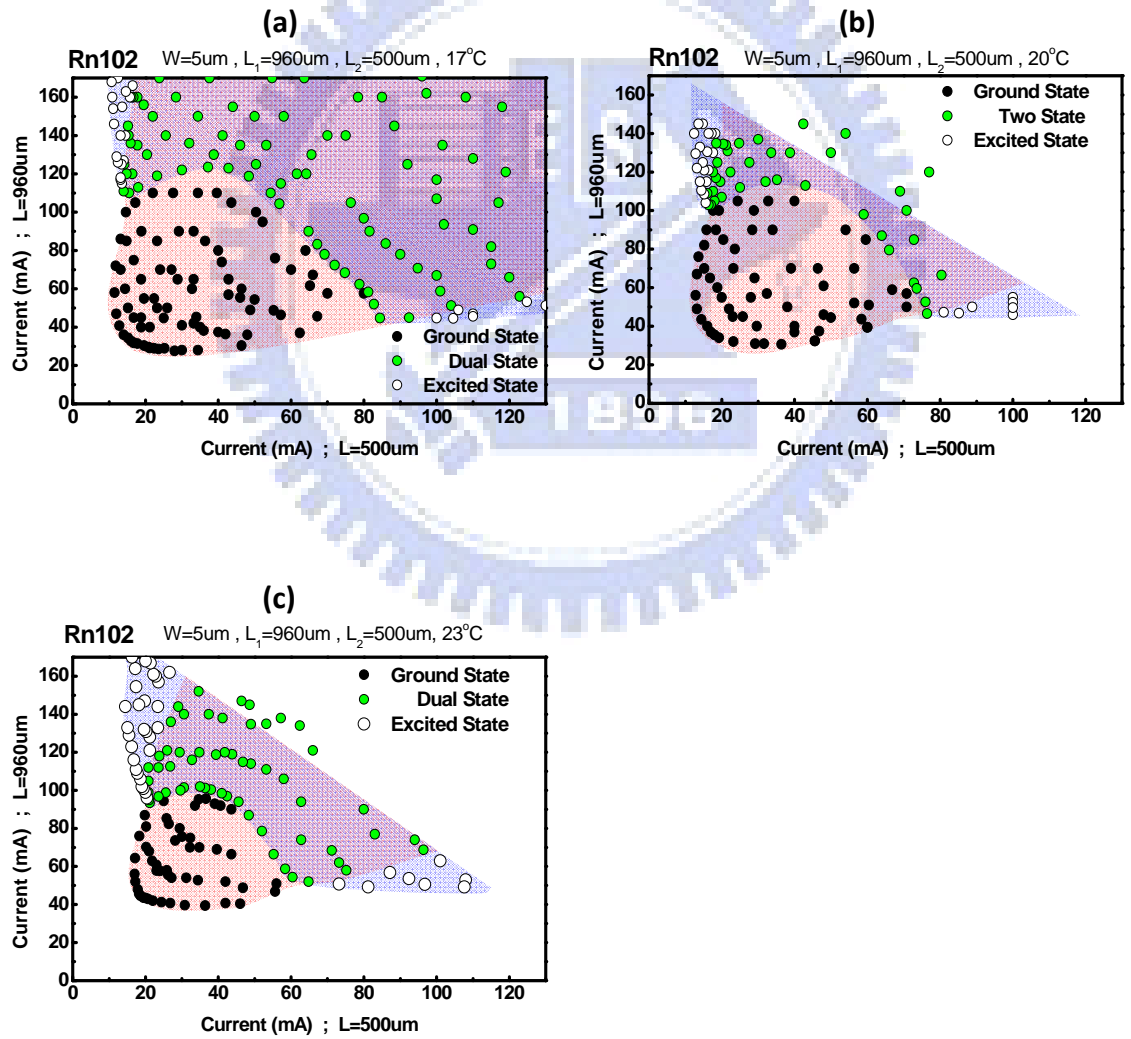 (a)
Rn102 W=5um , L1=960um , L2=500um, 17°C
Current (mA) ; L=960um
160
140
120
100
80
60
40
20
0
Ground State
Dual State
Excited State
0 20 40 60 80 100 120
Current (mA) ; L=500um
(b)
Rn102 W=5um , L1=960um , L2=500um, 20°C
Current (mA) ; L=960um
160
140
120
100
80
60
40
20
0
Ground State
Two State
Excited State
0 20 40 60 80 100 120
Current (mA) ; L=500um
(c)
Rn102 W=5um , L1=960um , L2=500um, 23°C
Current (mA) ; L=960um
160
140
120
100
80
60
40
20
0
Ground State
Dual State
Excited State
0 20 40 60 80 100 120
Current (mA) ; L=500um